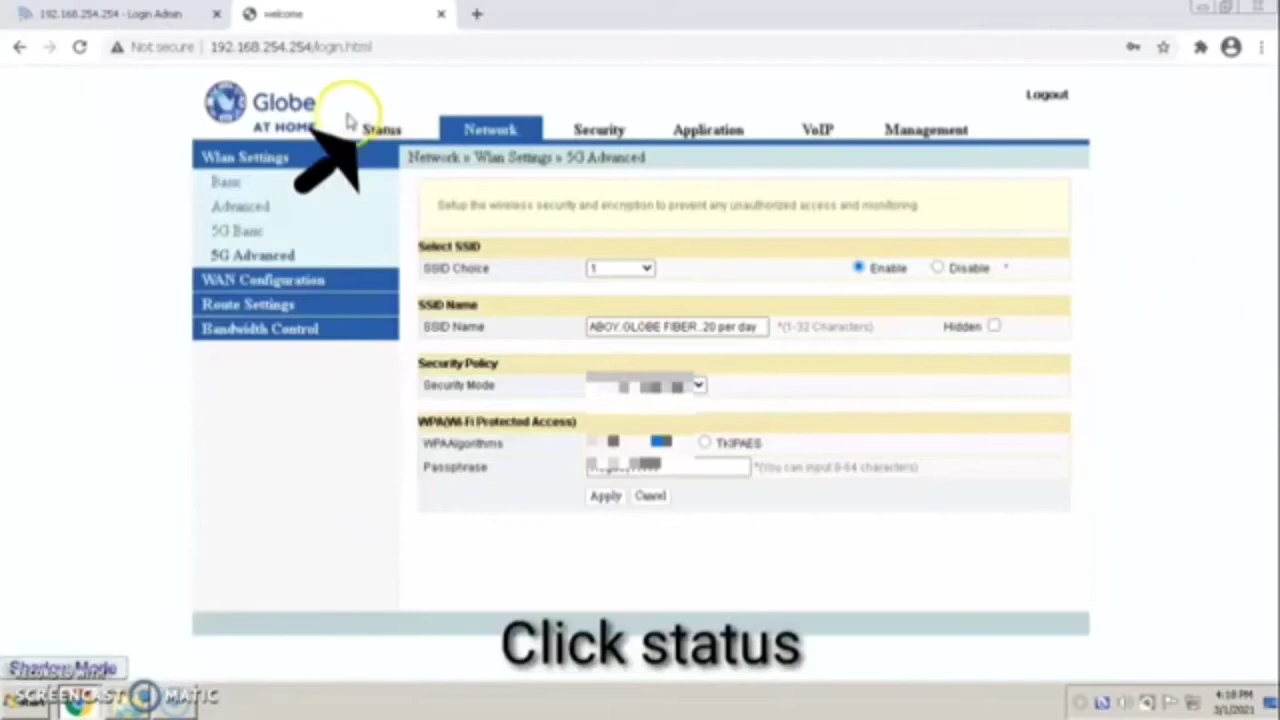 192.168.254.254 - Login Admin
welcome
Not secure
192.168.254.254/login.html
Globe
AT HOME
Logout
Status
Network
Security
Application
VoIP
Management
Wlan Settings
Network » Wlan Settings » 5G Advanced
Basic
Advanced
5G Basic
5G Advanced
WAN Configuration
Route Settings
Bandwidth Control
Setup the wireless security and encryption to prevent any unauthorized access and monitoring.
Select SSID
SSID Choice
1
Enable
Disable
*
SSID Name
SSID Name
ABOY.GLOBE FIBER..20 per day
*(1-32 Characters)
Hidden
Security Policy
Security Mode
WPA(Wi-Fi Protected Access)
WPAAlgorithms
TKIPAES
Passphrase
*(You can input 8-64 characters)
Apply
Cancel
Click status
Shadow Mode
SCREENCAST MATIC
4:18 PM
3/1/2021